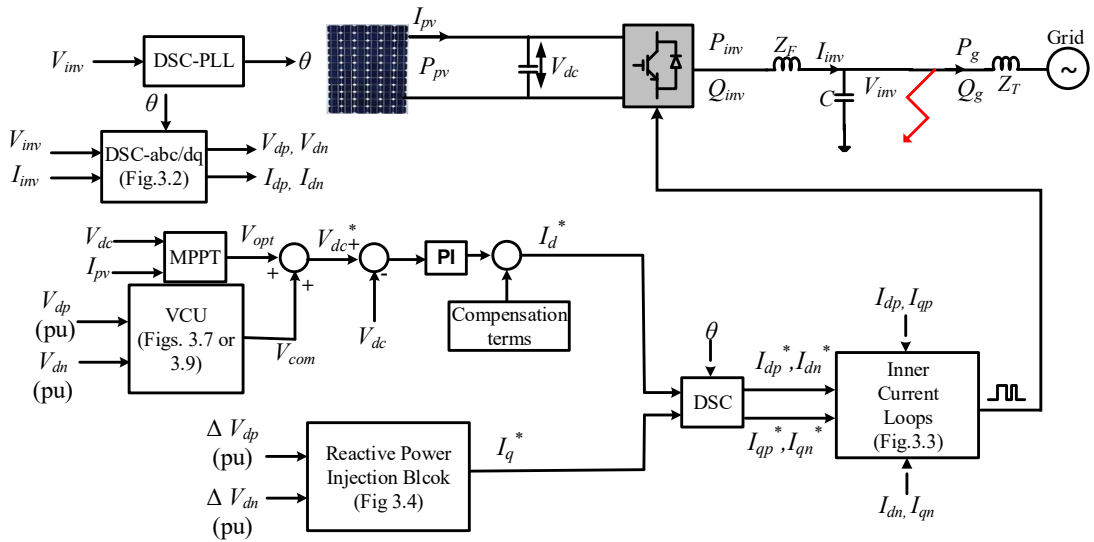 V_inv
DSC-PLL
θ
I_pv
P_pv
V_dc
P_inv
Q_inv
Z_F
I_inv
C
V_inv
P_g
Q_g
Z_T
Grid
~
θ
V_inv
I_inv
DSC-abc/dq
(Fig.3.2)
V_dp, V_dn
I_dp, I_dn
V_dc
I_pv
MPPT
V_opt
+
+
V_dc*
+
-
V_dc
PI
I_d*
Compensation
terms
V_dp
(pu)
V_dn
(pu)
VCU
(Figs. 3.7 or
3.9)
V_com
θ
DSC
I_dp*,I_dn*
I_qp*,I_qn*
I_dp, I_qp
Inner
Current
Loops
(Fig.3.3)
I_dn, I_qn
Δ V_dp
(pu)
Δ V_dn
(pu)
Reactive Power
Injection Blcok
(Fig 3.4)
I_q*